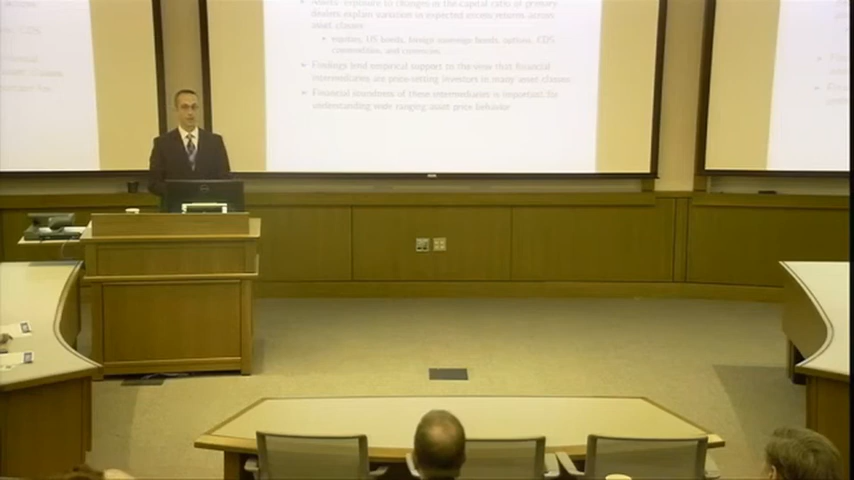 Assets' exposure to changes in the capital ratio of primary
dealers explain variation in expected excess returns across
asset classes
equities, US bonds, foreign sovereign bonds, options, CDS
commodities, and currencies
Findings lend empirical support to the view that financial
intermediaries are price-setting investors in many asset classes
Financial soundness of these intermediaries is important for
understanding wide ranging asset price behavior